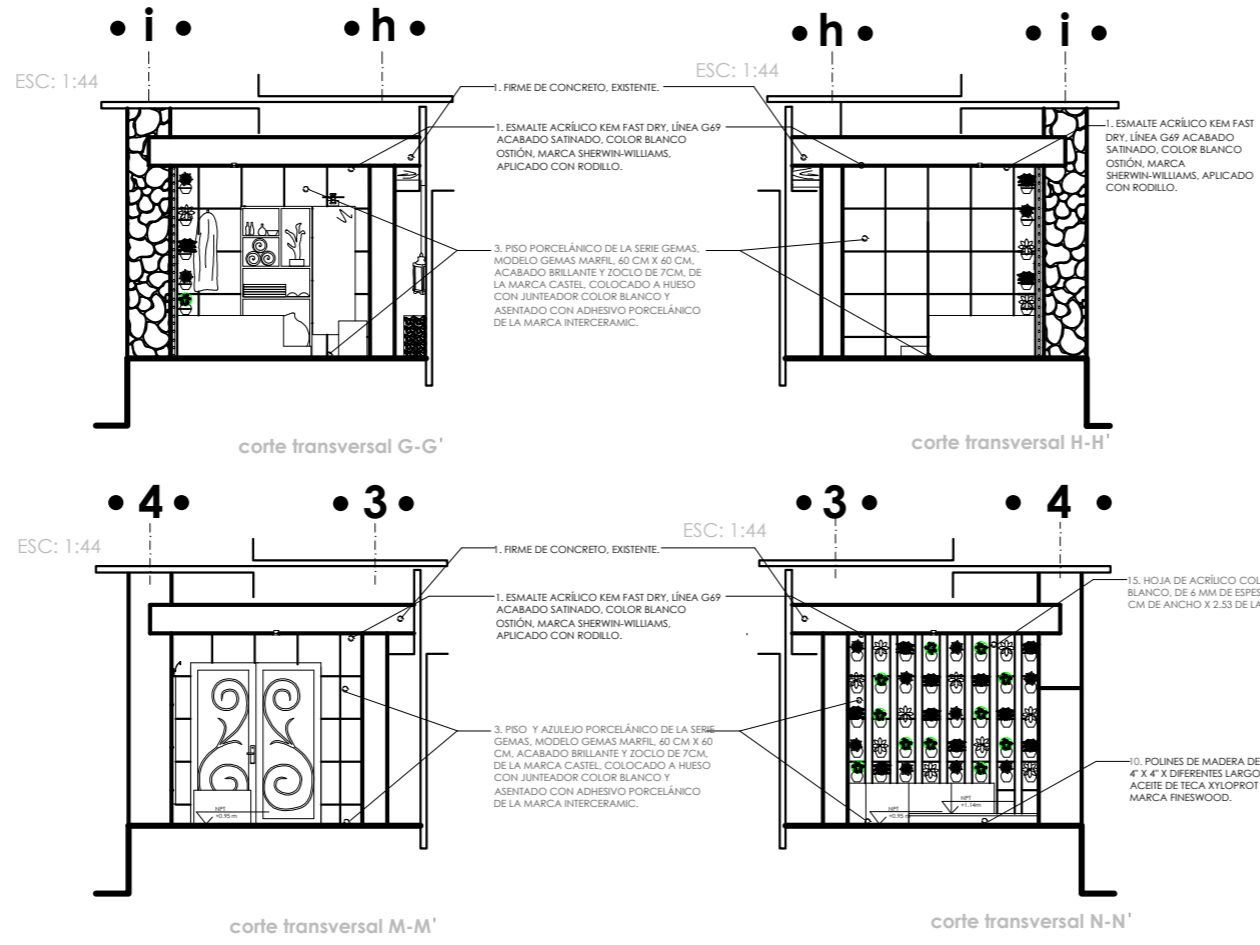 i h
h i
ESC: 1:44
ESC: 1:44
1. FIRME DE CONCRETO, EXISTENTE.
1. ESMALTE ACRÍLICO KEM FAST DRY, LÍNEA G69
ACABADO SATINADO, COLOR BLANCO
OSTIÓN, MARCA SHERWIN-WILLIAMS,
APLICADO CON RODILLO.
1. ESMALTE ACRÍLICO KEM FAST
DRY, LÍNEA G69 ACABADO
SATINADO, COLOR BLANCO
OSTIÓN, MARCA
SHERWIN-WILLIAMS, APLICADO
CON RODILLO.
3. PISO PORCELÁNICO DE LA SERIE GEMAS,
MODELO GEMAS MARFIL, 60 CM X 60 CM,
ACABADO BRILLANTE Y ZOCLO DE 7CM, DE
LA MARCA CASTEL, COLOCADO A HUESO
CON JUNTEADOR COLOR BLANCO Y
ASENTADO CON ADHESIVO PORCELÁNICO
DE LA MARCA INTERCERAMIC.
corte transversal G-G'
corte transversal H-H'
4 3
3 4
ESC: 1:44
ESC: 1:44
1. FIRME DE CONCRETO, EXISTENTE.
1. ESMALTE ACRÍLICO KEM FAST DRY, LÍNEA G69
ACABADO SATINADO, COLOR BLANCO
OSTIÓN, MARCA SHERWIN-WILLIAMS,
APLICADO CON RODILLO.
15. HOJA DE ACRÍLICO COL
BLANCO, DE 6 MM DE ESPES
CM DE ANCHO X 2.53 DE LA
3. PISO Y AZULEJO PORCELÁNICO DE LA SERIE
GEMAS, MODELO GEMAS MARFIL, 60 CM X 60
CM, ACABADO BRILLANTE Y ZOCLO DE 7CM,
DE LA MARCA CASTEL, COLOCADO A HUESO
CON JUNTEADOR COLOR BLANCO Y
ASENTADO CON ADHESIVO PORCELÁNICO
DE LA MARCA INTERCERAMIC.
10. POLINES DE MADERA DE
4" X 4" X DIFERENTES LARGO
ACEITE DE TECA XYLOPROT
MARCA FINESWOOD.
NPT
+0.95 m
NPT
+0.95 m
NPT
+1.14m
corte transversal M-M'
corte transversal N-N'